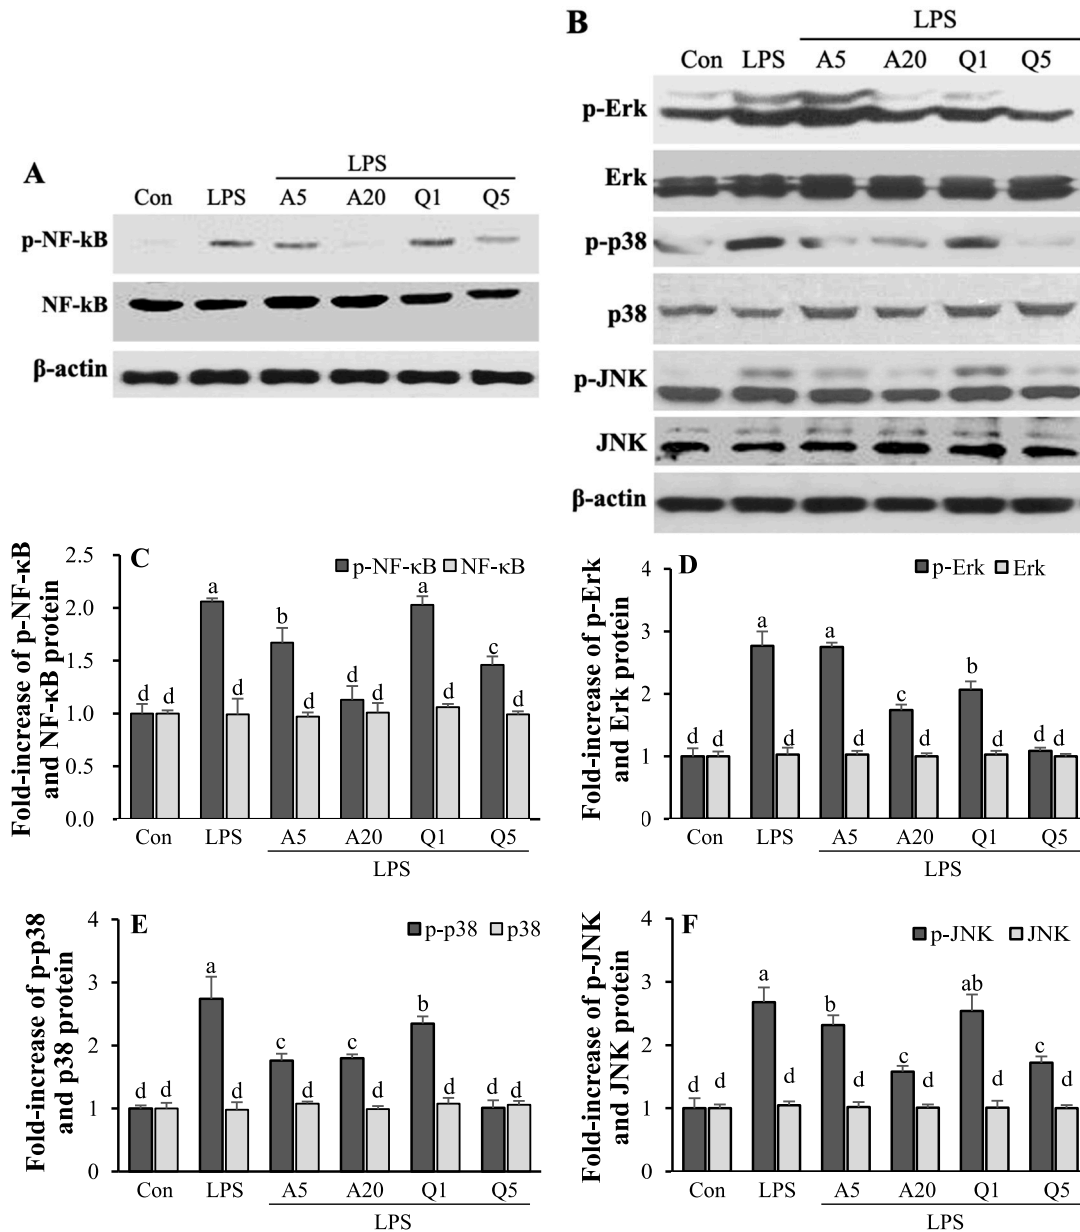 A
LPS
Con LPS A5 A20 Q1 Q5
p-NF-kB
NF-kB
β-actin
B
LPS
Con LPS A5 A20 Q1 Q5
p-Erk
Erk
p-p38
p38
p-JNK
JNK
β-actin
C
p-NF-κB NF-κB
Fold-increase of p-NF-κB
and NF-κB protein
2.5
2.0
1.5
1.0
0.5
0.0
d d a d b d d d a d c d
Con LPS A5 A20 Q1 Q5
LPS
D
p-Erk Erk
Fold-increase of p-Erk
and Erk protein
4
3
2
1
0
d d a d a d c d b d d d
Con LPS A5 A20 Q1 Q5
LPS
E
p-p38 p38
Fold-increase of p-p38
and p38 protein
4
3
2
1
0
d d a d c d c d b d d d
Con LPS A5 A20 Q1 Q5
LPS
F
p-JNK JNK
Fold-increase of p-JNK
and JNK protein
4
3
2
1
0
d d a d b d c d ab d c d
Con LPS A5 A20 Q1 Q5
LPS